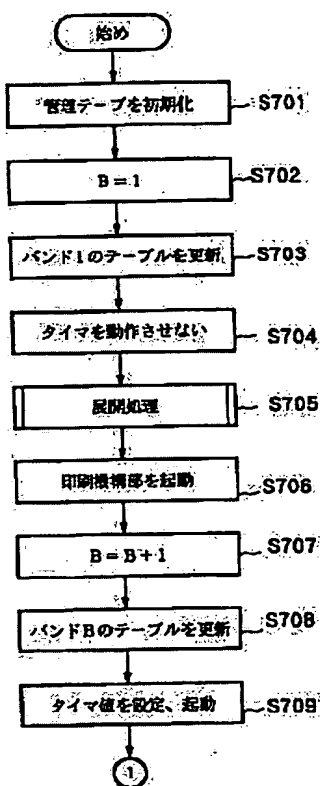 始め
管理テーブを初期化 S701
B=1 S702
バンド1のテーブルを更新 S703
タイマを動作させない S704
展開処理 S705
印刷機構部を起動 S706
B=B+1 S707
バンドBのテーブルを更新 S708
タイマ値を設定、起動 S709
1